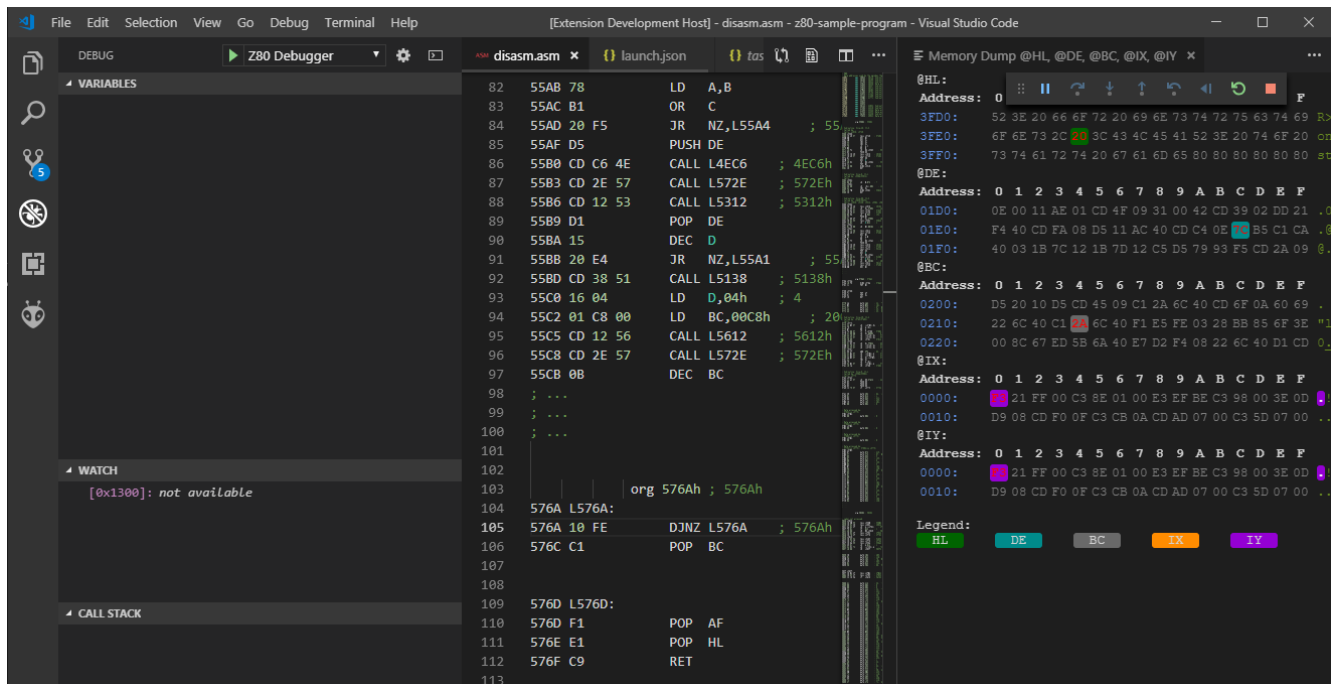 File Edit Selection View Go Debug Terminal Help [Extension Development Host] - disasm.asm - z80-sample-program - Visual Studio Code
DEBUG Z80 Debugger
VARIABLES
5
WATCH
[0x1300]: not available
CALL STACK
ASM disasm.asm × {} launch.json {} tas
82 55AB 78 LD A,B
83 55AC B1 OR C
84 55AD 20 F5 JR NZ,L55A4 ; 55
85 55AF D5 PUSH DE
86 55B0 CD C6 4E CALL L4EC6 ; 4EC6h
87 55B3 CD 2E 57 CALL L572E ; 572Eh
88 55B6 CD 12 53 CALL L5312 ; 5312h
89 55B9 D1 POP DE
90 55BA 15 DEC D
91 55BB 20 E4 JR NZ,L55A1 ; 55
92 55BD CD 38 51 CALL L5138 ; 5138h
93 55C0 16 04 LD D,04h ; 4
94 55C2 01 C8 00 LD BC,00C8h ; 20
95 55C5 CD 12 56 CALL L5612 ; 5612h
96 55C8 CD 2E 57 CALL L572E ; 572Eh
97 55CB 0B DEC BC
98 ; ...
99 ; ...
100 ; ...
101
102
103 org 576Ah ; 576Ah
104 576A L576A:
105 576A 10 FE DJNZ L576A ; 576Ah
106 576C C1 POP BC
107
108
109 576D L576D:
110 576D F1 POP AF
111 576E E1 POP HL
112 576F C9 RET
113
Memory Dump @HL, @DE, @BC, @IX, @IY ×
@HL:
Address: 0 F
3FD0: 52 3E 20 66 6F 72 20 69 6E 73 74 72 75 63 74 69 R>
3FE0: 6F 6E 73 2C 20 3C 43 4C 45 41 52 3E 20 74 6F 20 on
3FF0: 73 74 61 72 74 20 67 61 6D 65 80 80 80 80 80 80 st
@DE:
Address: 0 1 2 3 4 5 6 7 8 9 A B C D E F
01D0: 0E 00 11 AE 01 CD 4F 09 31 00 42 CD 39 02 DD 21 .
01E0: F4 40 CD FA 08 D5 11 AC 40 CD C4 0E 7C B5 C1 CA .@
01F0: 40 03 1B 7C 12 1B 7D 12 C5 D5 79 93 F5 CD 2A 09 @.
@BC:
Address: 0 1 2 3 4 5 6 7 8 9 A B C D E F
0200: D5 20 10 D5 CD 45 09 C1 2A 6C 40 CD 6F 0A 60 69 .
0210: 22 6C 40 C1 2A 6C 40 F1 E5 FE 03 28 BB 85 6F 3E "l
0220: 00 8C 67 ED 5B 6A 40 E7 D2 F4 08 22 6C 40 D1 CD
@IX:
Address: 0 1 2 3 4 5 6 7 8 9 A B C D E F
0000: 21 FF 00 C3 8E 01 00 E3 EF BE C3 98 00 3E 0D
0010: D9 08 CD F0 0F C3 CB 0A CD AD 07 00 C3 5D 07 00 ..
@IY:
Address: 0 1 2 3 4 5 6 7 8 9 A B C D E F
0000: 21 FF 00 C3 8E 01 00 E3 EF BE C3 98 00 3E 0D
0010: D9 08 CD F0 0F C3 CB 0A CD AD 07 00 C3 5D 07 00 ..
Legend:
HL DE BC IX IY